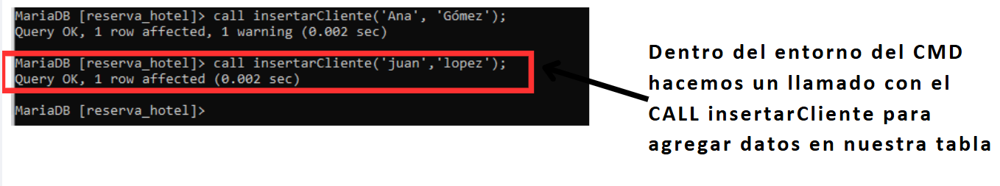 MariaDB [reserva_hotel]> call insertarCliente('Ana', 'Gómez');
Query OK, 1 row affected, 1 warning (0.002 sec)
MariaDB [reserva_hotel]> call insertarCliente('juan','lopez');
Query OK, 1 row affected (0.002 sec)
MariaDB [reserva_hotel]>
Dentro del entorno del CMD
hacemos un llamado con el
CALL insertarCliente para
agregar datos en nuestra tabla